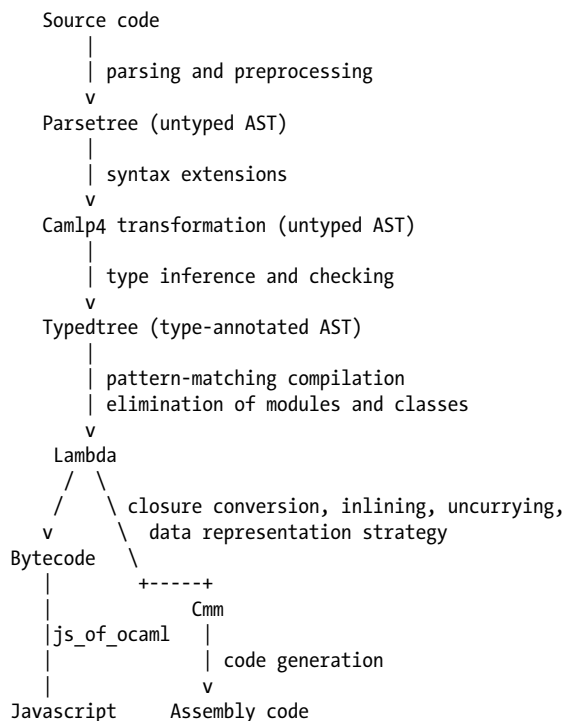 Source code
|
| parsing and preprocessing
v
Parsetree (untyped AST)
|
| syntax extensions
v
Camlp4 transformation (untyped AST)
|
| type inference and checking
v
Typedtree (type-annotated AST)
|
| pattern-matching compilation
| elimination of modules and classes
v
Lambda
/ \
/ \ closure conversion, inlining, uncurrying,
v \ data representation strategy
Bytecode \
| +-----+
| Cmm
|js_of_ocaml |
| | code generation
| v
Javascript Assembly code